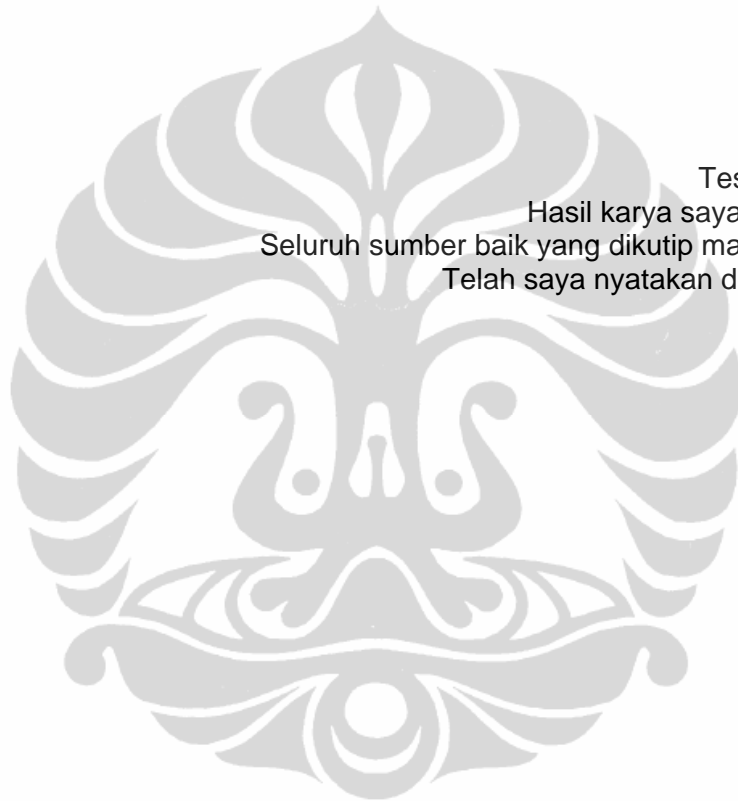 Tes
Hasil karya saya
Seluruh sumber baik yang dikutip ma
Telah saya nyatakan d